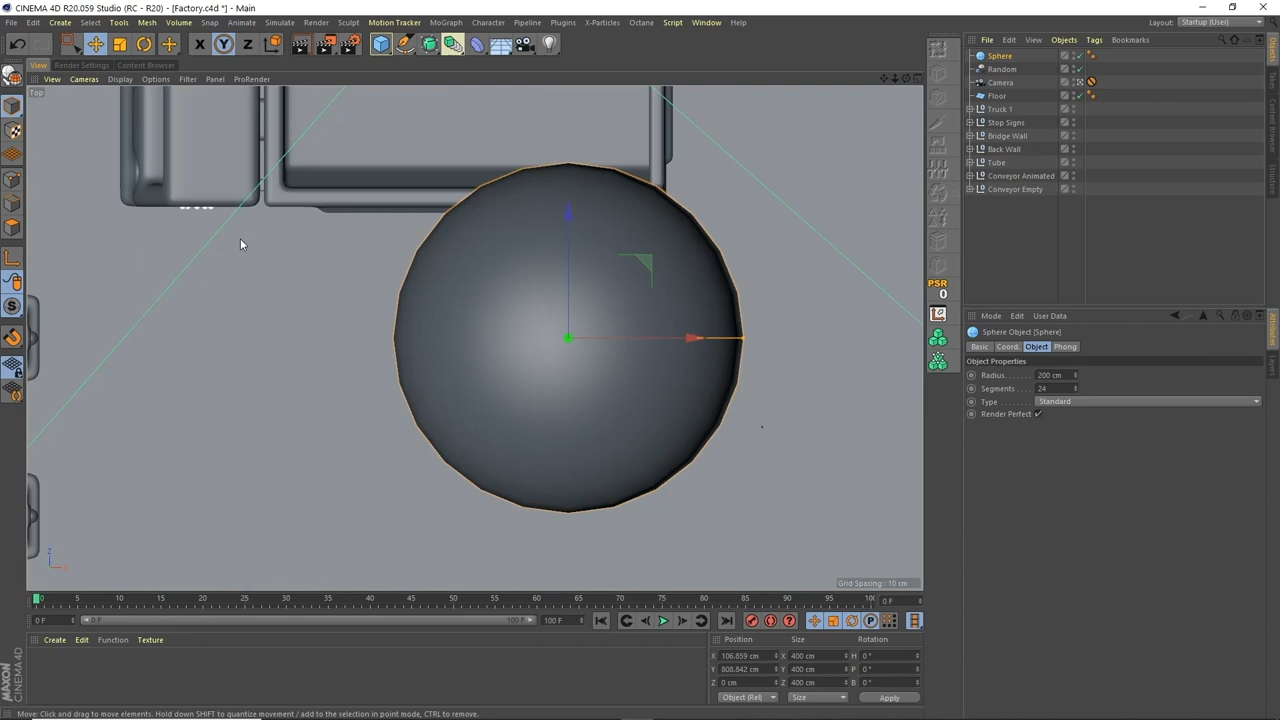 CINEMA 4D R20.059 Studio (RC - R20) - [Factory.c4d *] - Main
File Edit Create Select Tools Mesh Volume Snap Animate Simulate Render Sculpt Motion Tracker MoGraph Character Pipeline Plugins X-Particles Octane Script Window Help
Layout: Startup (User)
X Y Z
File Edit View Objects Tags Bookmarks
View Render Settings Content Browser
View Cameras Display Options Filter Panel ProRender
Top
Sphere
Random
Camera
Floor
Truck 1
Stop Signs
Bridge Wall
Back Wall
Tube
Conveyor Animated
Conveyor Empty
Objects
Takes
Content Browser
Structure
PSR
0
Mode Edit User Data
Sphere Object [Sphere]
Basic Coord. Object Phong
Object Properties
Radius 200 cm
Segments 24
Type Standard
Render Perfect
Attributes
Layers
Z
X
Grid Spacing : 10 cm
0 5 10 15 20 25 30 35 40 45 50 55 60 65 70 75 80 85 90 95 100 0 F
0 F 0 F 100 F 100 F
Create Edit Function Texture
Position Size Rotation
X 106.859 cm X 400 cm H 0 °
Y 808.842 cm Y 400 cm P 0 °
Z 0 cm Z 400 cm B 0 °
Object (Rel) Size Apply
MAXON CINEMA 4D
Move: Click and drag to move elements. Hold down SHIFT to quantize movement / add to the selection in point mode, CTRL to remove.